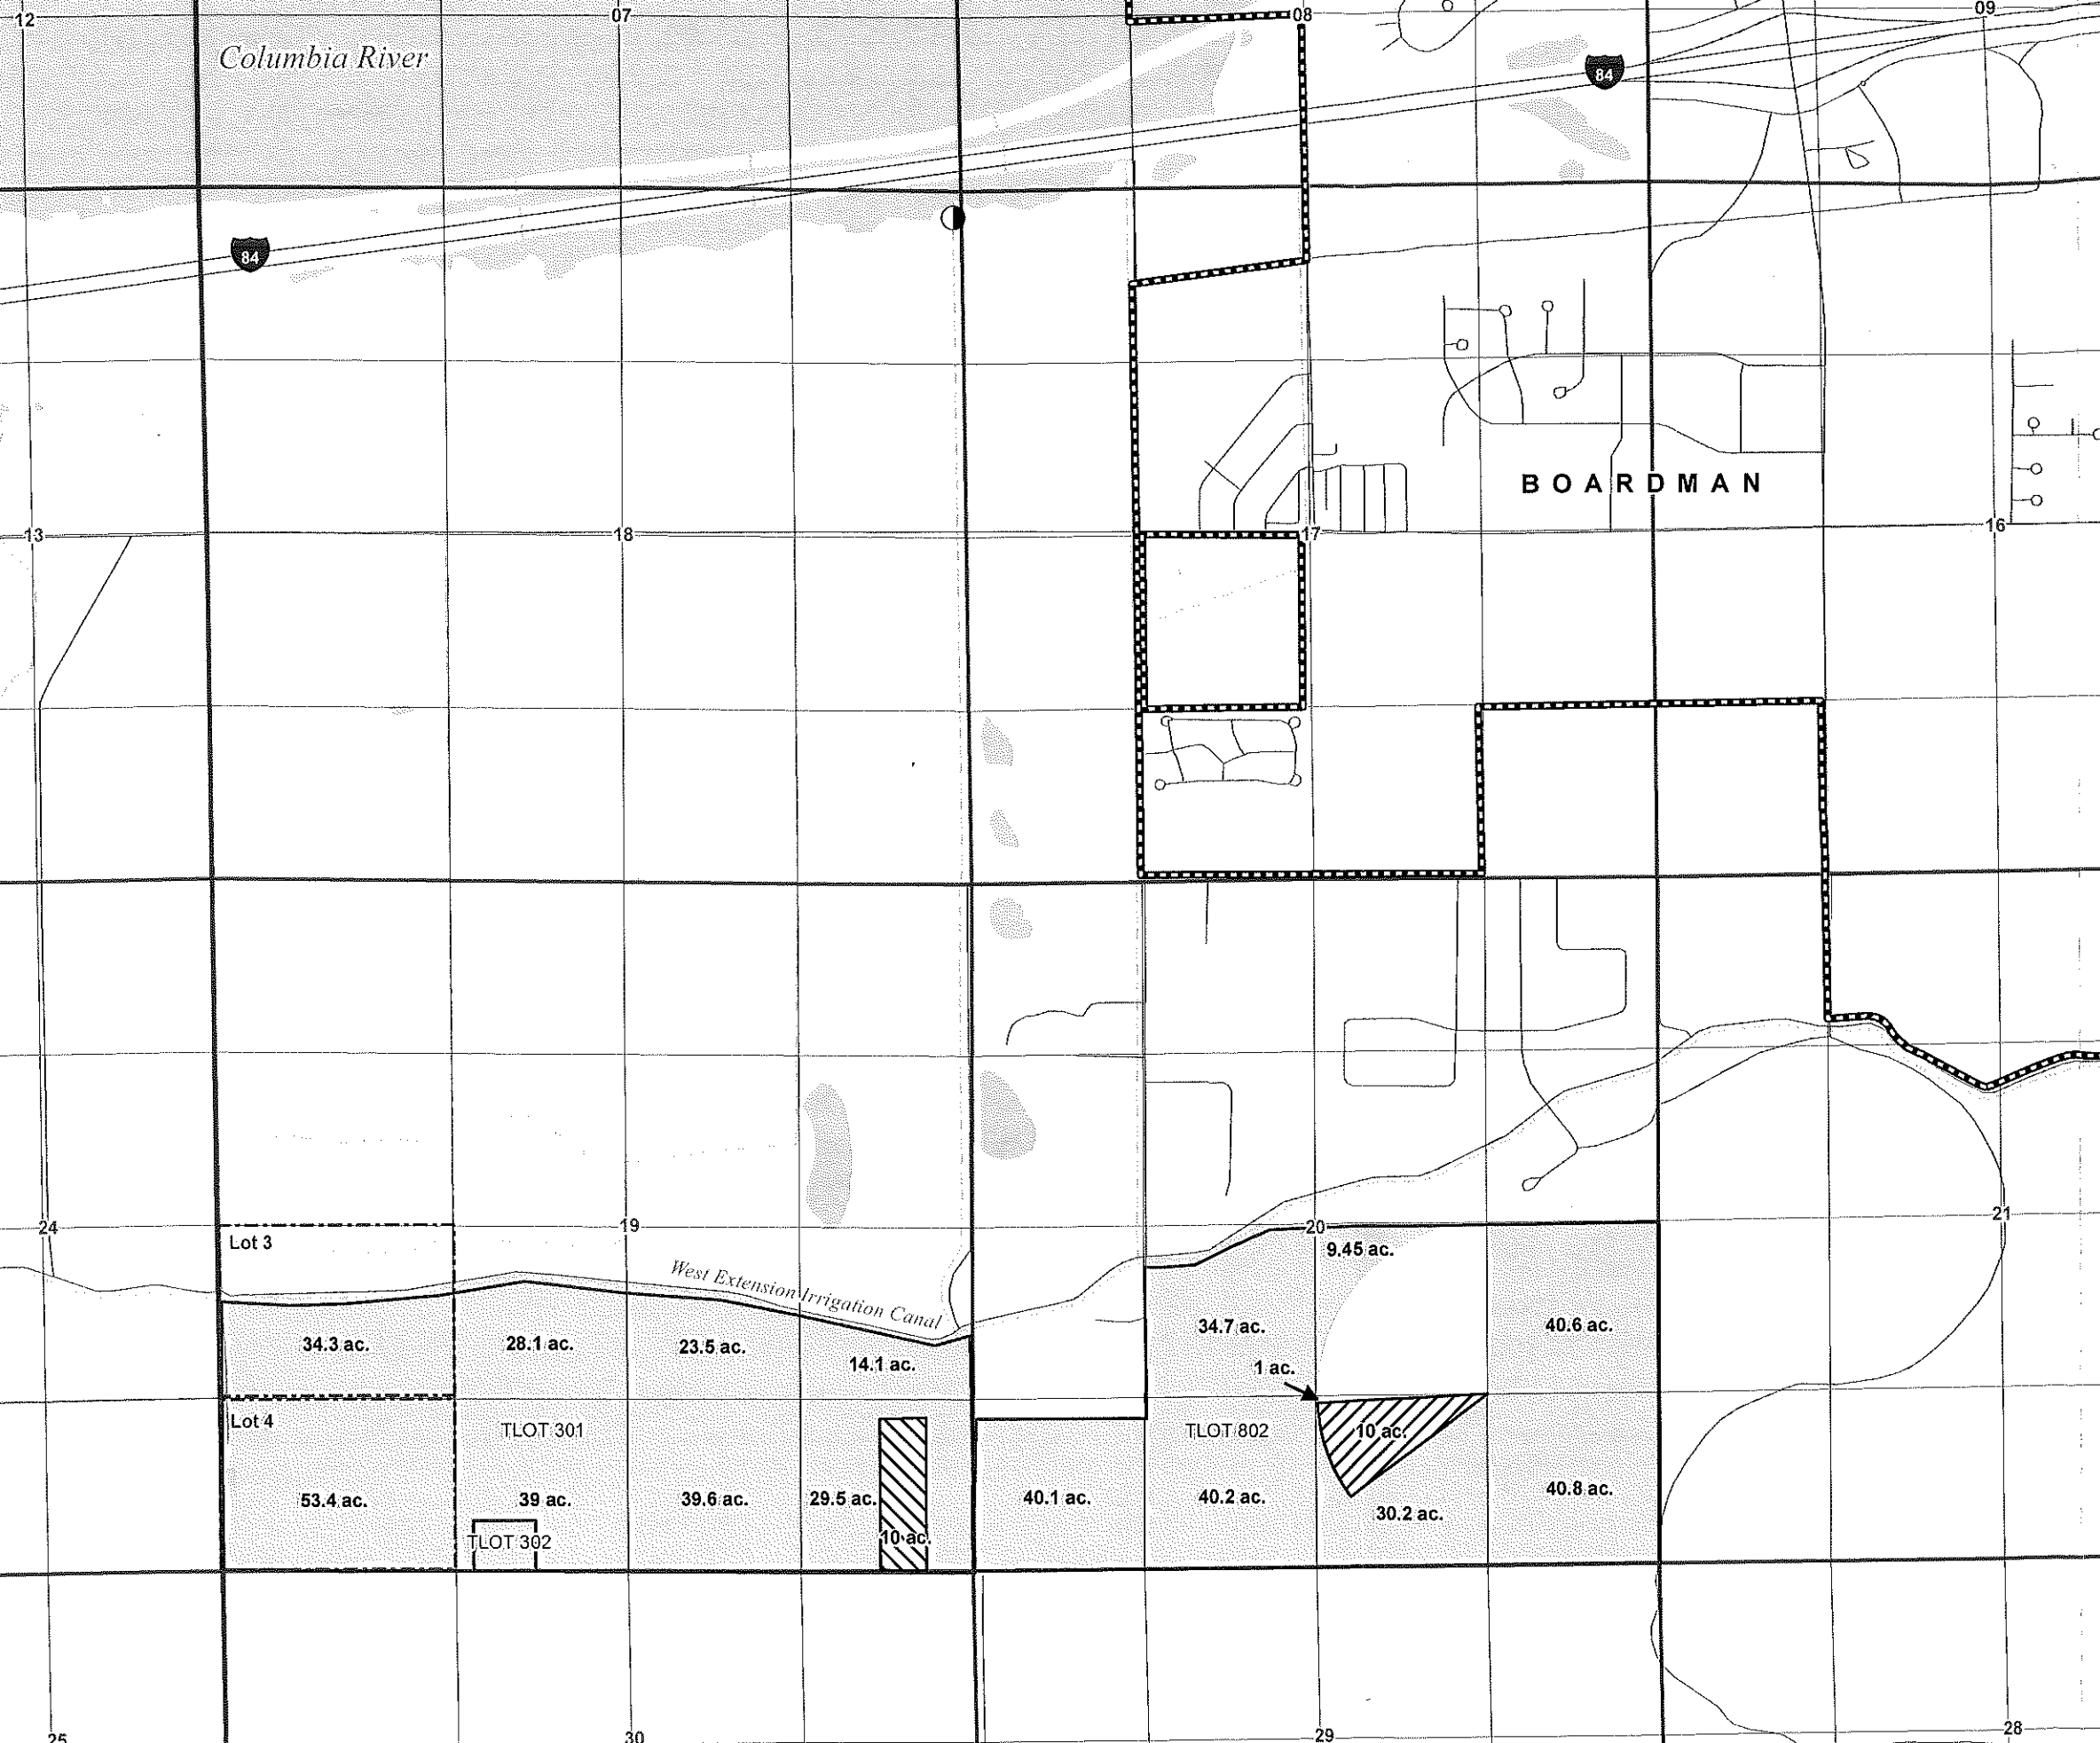 12
07
08
09
Columbia River
84
84
BOARDMAN
13
18
17
16
24
19
20
21
Lot 3
9.45 ac.
West Extension Irrigation Canal
34.3 ac.
28.1 ac.
23.5 ac.
14.1 ac.
34.7 ac.
40.6 ac.
1 ac.
Lot 4
TLOT 301
TLOT 802
10 ac.
53.4 ac.
39 ac.
39.6 ac.
29.5 ac.
40.1 ac.
40.2 ac.
40.8 ac.
30.2 ac.
TLOT 302
10 ac.
25
30
29
28